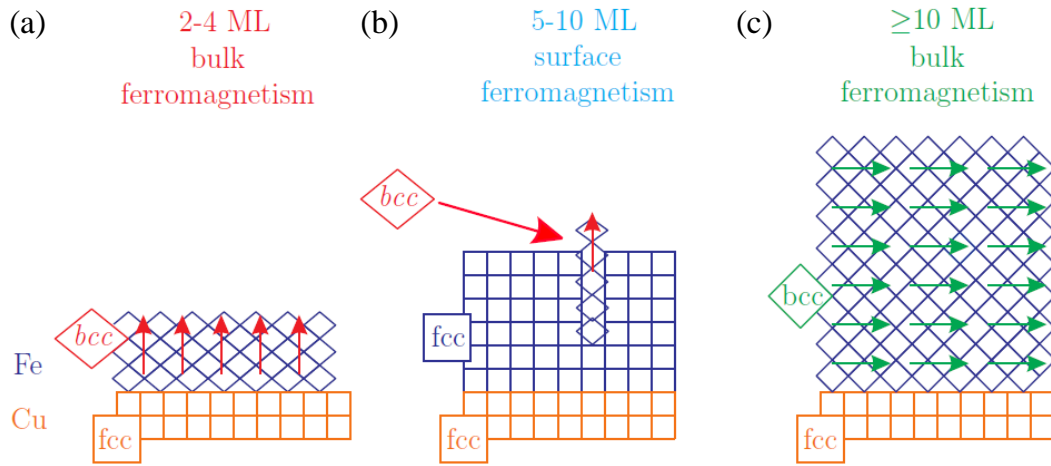 (a)
2-4 ML
bulk
ferromagnetism
(b)
5-10 ML
surface
ferromagnetism
(c)
≥10 ML
bulk
ferromagnetism
bcc
Fe
Cu
fcc
bcc
fcc
fcc
bcc
fcc